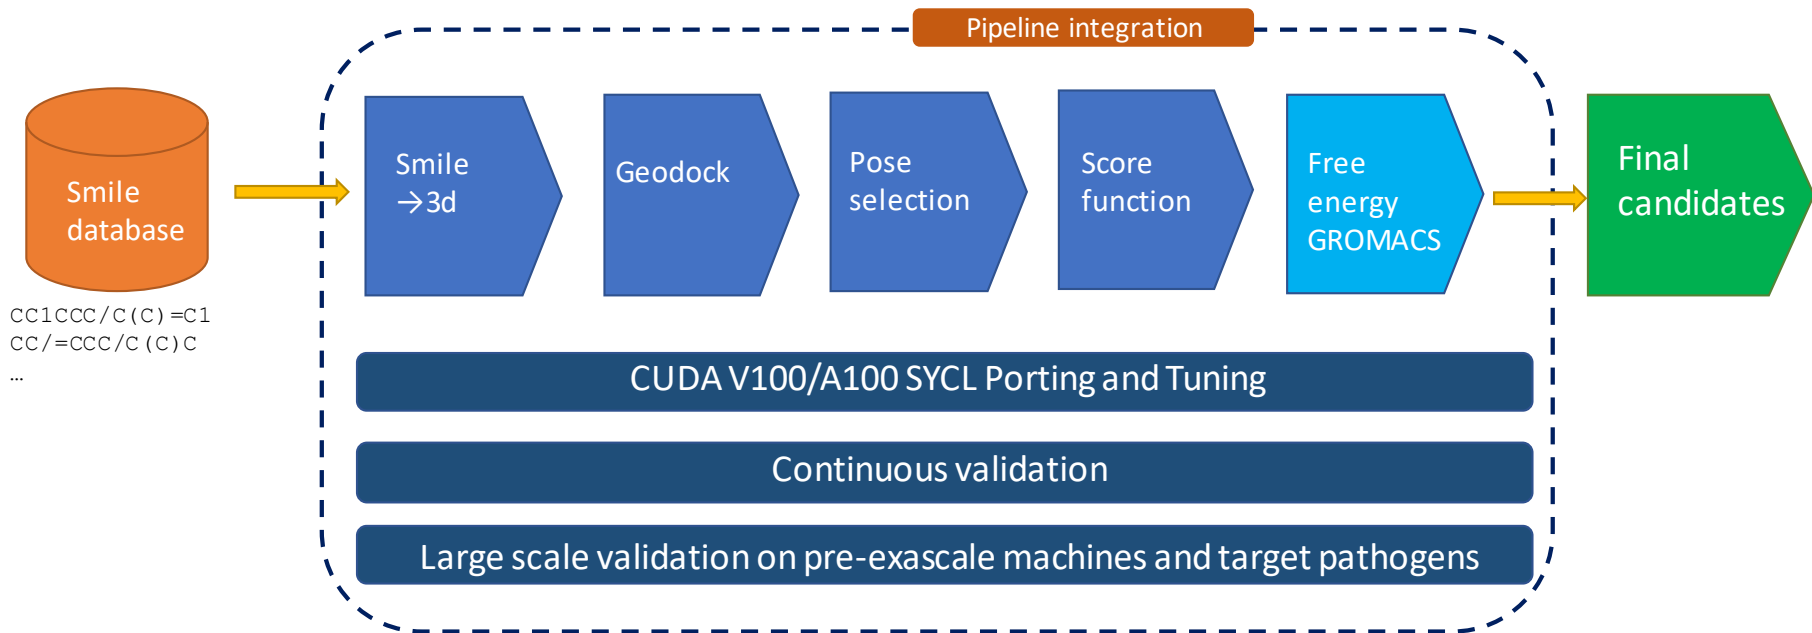 Pipeline integration
Smile
database
CC1CCC/C(C)=C1
CC/=CCC/C(C)C
…
Smile
→3d
Geodock
Pose
selection
Score
function
Free
energy
GROMACS
Final
candidates
CUDA V100/A100 SYCL Porting and Tuning
Continuous validation
Large scale validation on pre-exascale machines and target pathogens